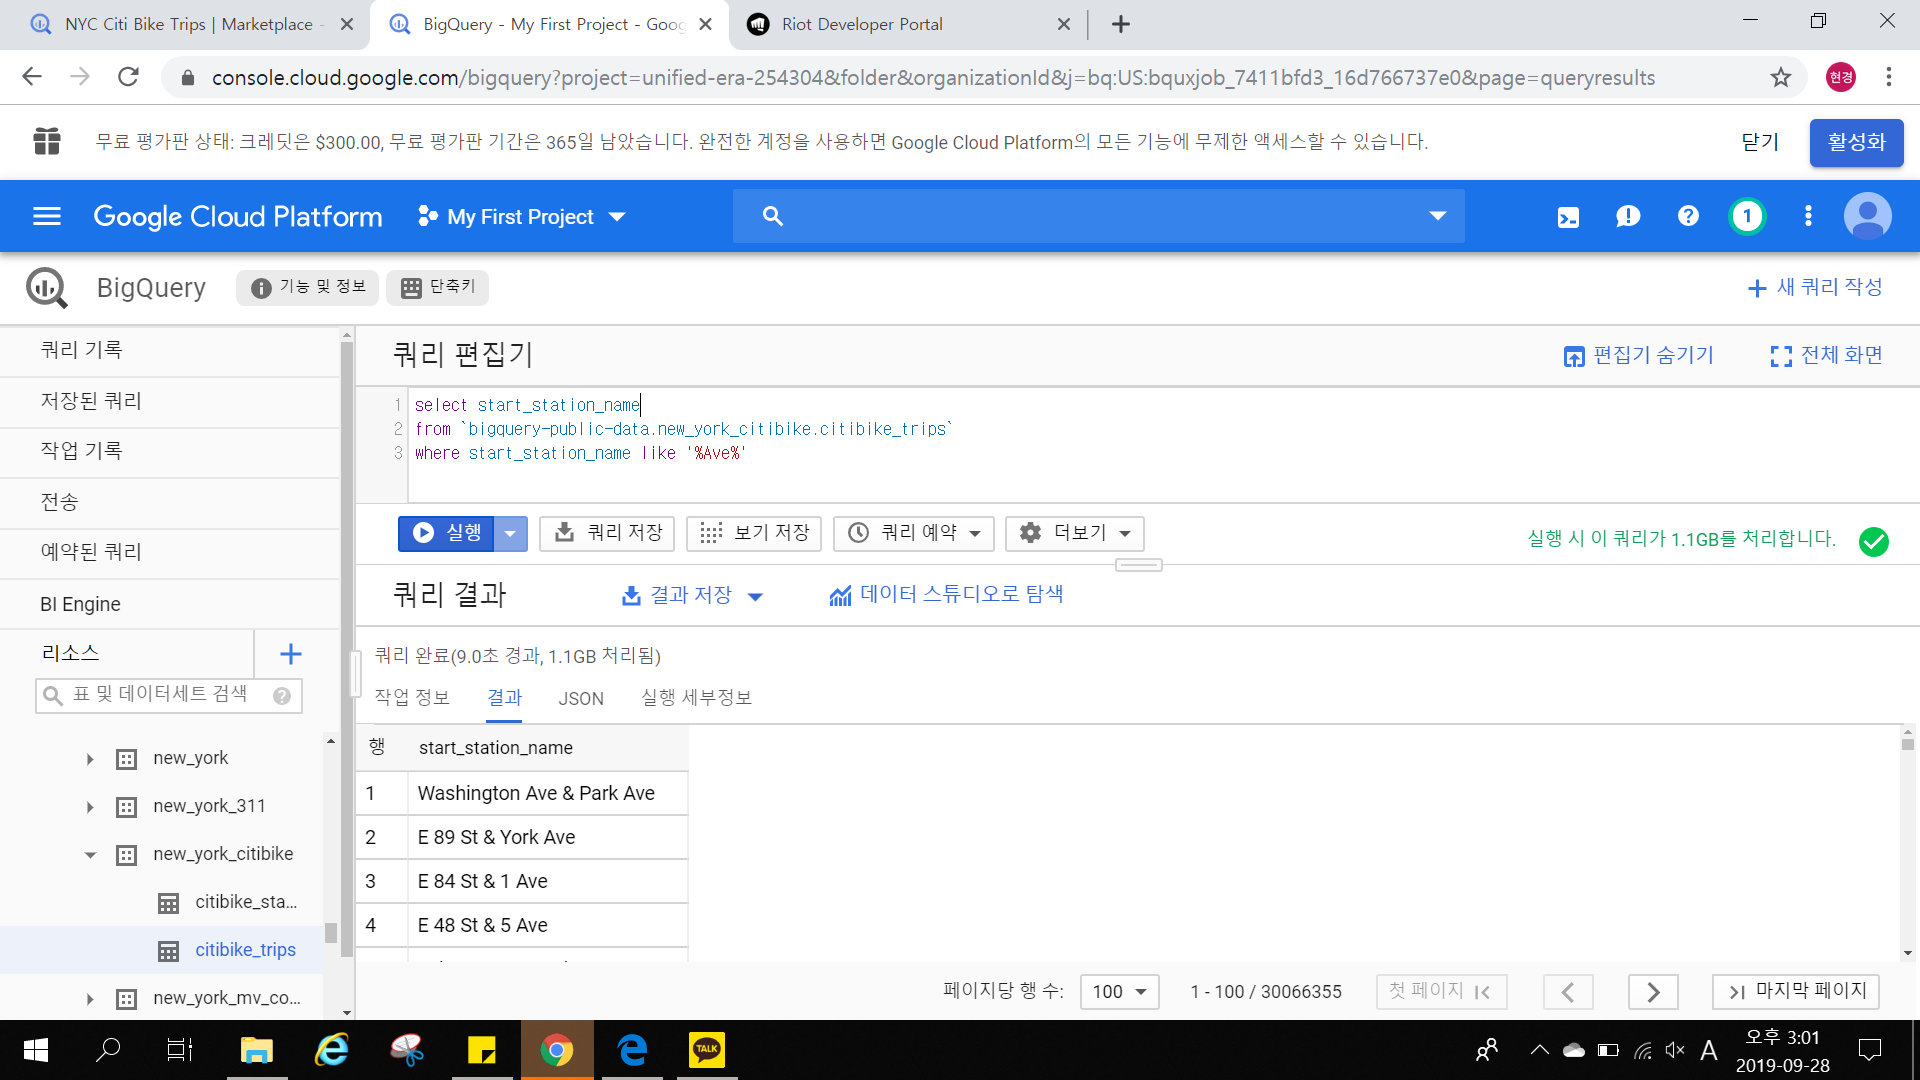 NYC Citi Bike Trips | Marketplace -
BigQuery - My First Project - Goog
Riot Developer Portal
console.cloud.google.com/bigquery?project=unified-era-254304&folder&organizationId&j=bq:US:bquxjob_7411bfd3_16d766737e0&page=queryresults
현경
무료 평가판 상태: 크레딧은 $300.00, 무료 평가판 기간은 365일 남았습니다. 완전한 계정을 사용하면 Google Cloud Platform의 모든 기능에 무제한 액세스할 수 있습니다.
닫기
활성화
Google Cloud Platform
My First Project
1
BigQuery
기능 및 정보
단축키
새 쿼리 작성
쿼리 기록
저장된 쿼리
작업 기록
전송
예약된 쿼리
BI Engine
리소스
표 및 데이터세트 검색
new_york
new_york_311
new_york_citibike
citibike_sta...
citibike_trips
new_york_mv_co...
쿼리 편집기
편집기 숨기기
전체 화면
1 select start_station_name
2 from `bigquery-public-data.new_york_citibike.citibike_trips`
3 where start_station_name like '%Ave%'
실행
쿼리 저장
보기 저장
쿼리 예약
더보기
실행 시 이 쿼리가 1.1GB를 처리합니다.
쿼리 결과
결과 저장
데이터 스튜디오로 탐색
쿼리 완료(9.0초 경과, 1.1GB 처리됨)
작업 정보
결과
JSON
실행 세부정보
행 start_station_name
1 Washington Ave & Park Ave
2 E 89 St & York Ave
3 E 84 St & 1 Ave
4 E 48 St & 5 Ave
페이지당 행 수:
100
1 - 100 / 30066355
첫 페이지
마지막 페이지
TALK
A
오후 3:01
2019-09-28